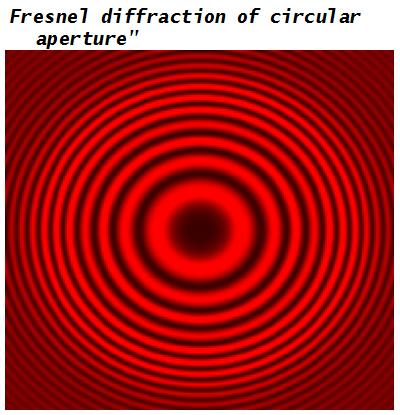 Fresnel diffraction of circular
aperture"